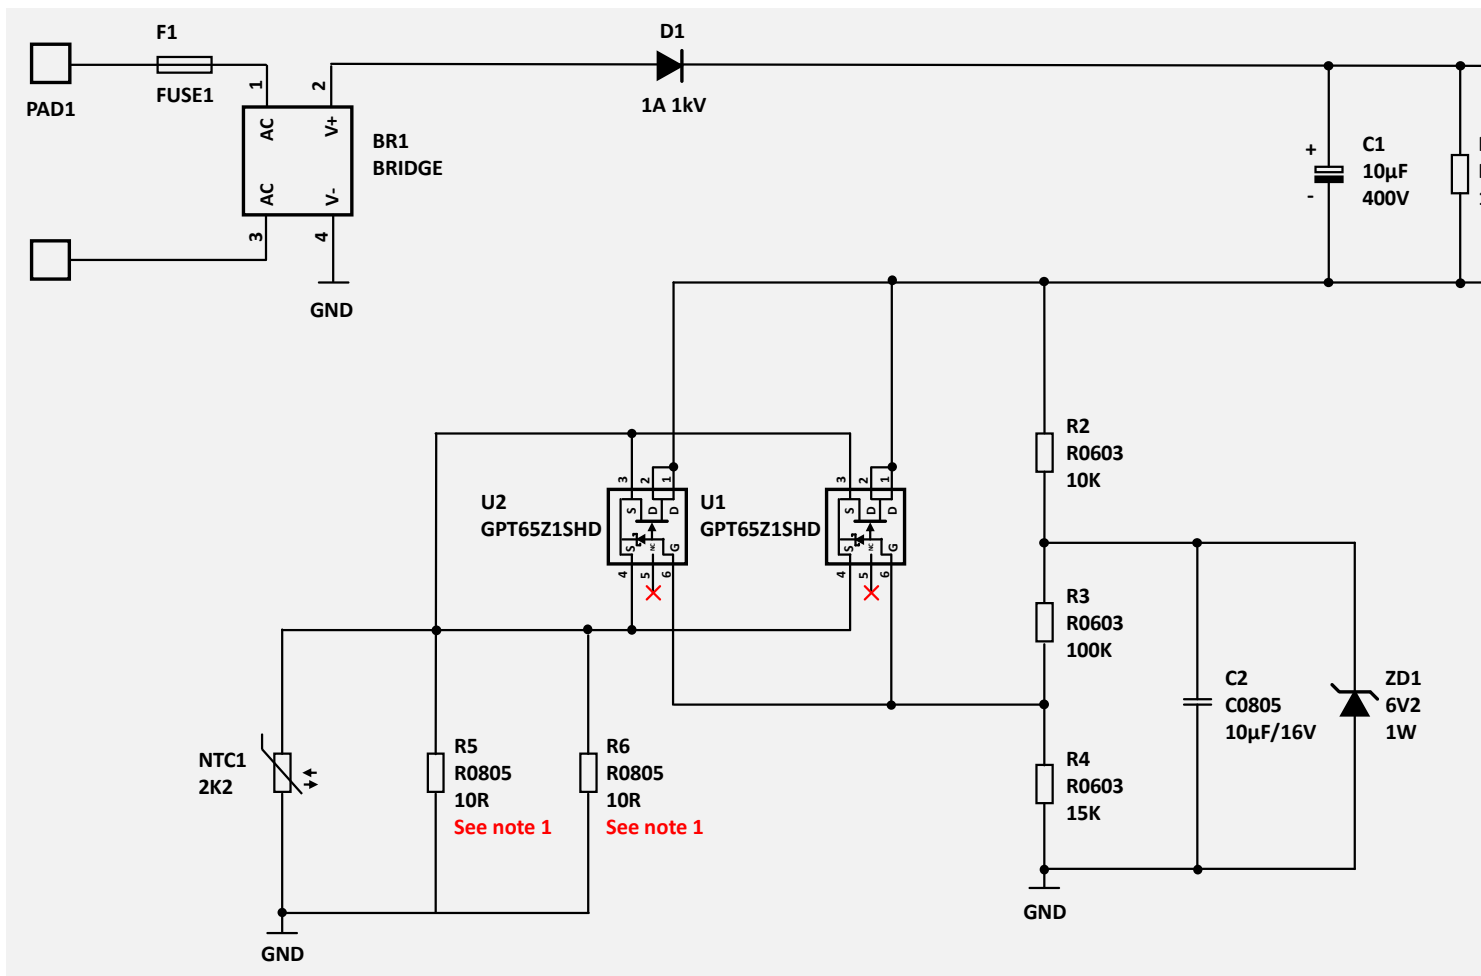 F1
FUSE1
PAD1
1
2
AC
V+
AC
V-
3
4
BR1
BRIDGE
GND
D1
1A 1kV
+
-
C1
10µF
400V
U2
GPT65Z1SHD
3
2
1
S
D
D
S
NC
G
4
5
6
U1
GPT65Z1SHD
3
2
1
S
D
D
S
NC
G
4
5
6
R2
R0603
10K
R3
R0603
100K
R4
R0603
15K
GND
C2
C0805
10µF/16V
ZD1
6V2
1W
NTC1
2K2
R5
R0805
10R
See note 1
R6
R0805
10R
See note 1
GND